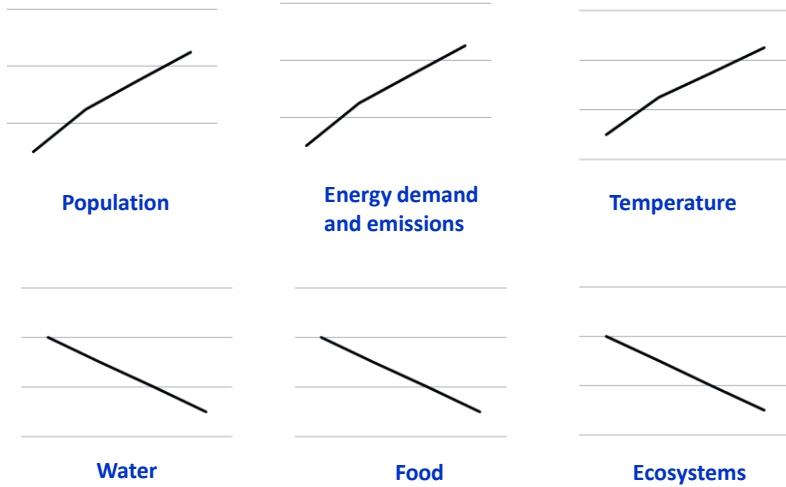 Population
Energy demand
and emissions
Temperature
Water
Food
Ecosystems